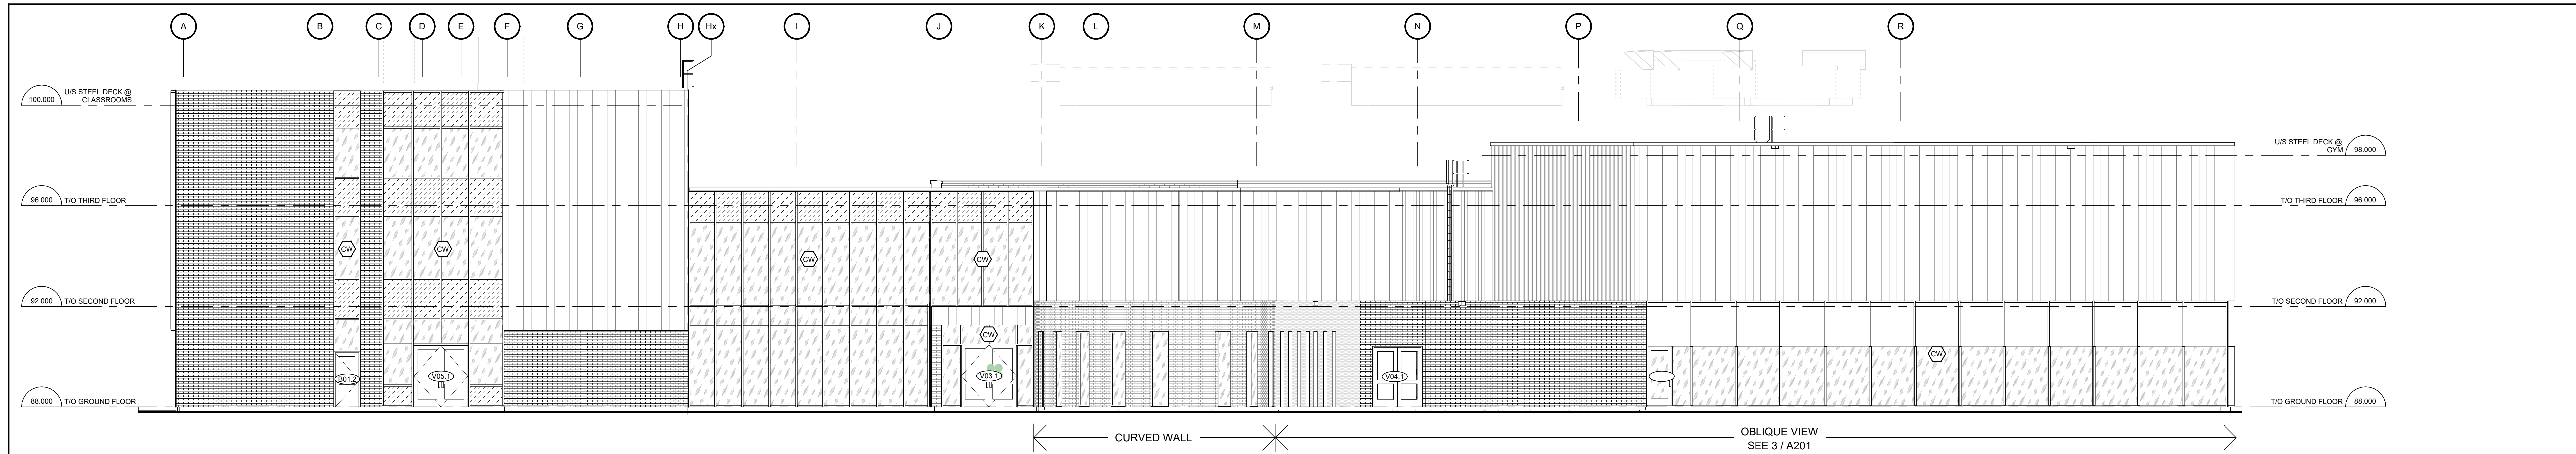 A B C D E F G H Hx I J K L M N P Q R
100.000 U/S STEEL DECK @
CLASSROOMS
U/S STEEL DECK @
GYM 98.000
96.000 T/O THIRD FLOOR
T/O THIRD FLOOR 96.000
CW CW CW CW
92.000 T/O SECOND FLOOR
T/O SECOND FLOOR 92.000
CW
CW
B01.2 V05.1 V03.1 V04.1
88.000 T/O GROUND FLOOR
T/O GROUND FLOOR 88.000
CURVED WALL
OBLIQUE VIEW
SEE 3 / A201